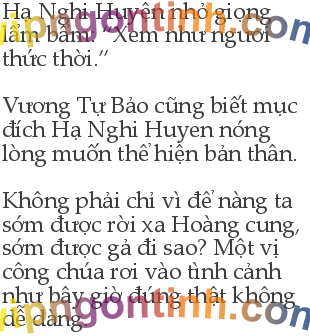 Hạ Nghi Huyên nhỏ giọng
lẩm bẩm: “Xem như người
thức thời.”
Vương Tự Bảo cũng biết mục
đích Hạ Nghi Huyen nóng
lòng muốn thể hiện bản thân.
Không phải chỉ vì để nàng ta
sớm được rời xa Hoàng cung,
sớm được gả đi sao? Một vị
công chúa rơi vào tình cảnh
như bây giờ đúng thật không
dễ dàng.
vipngontinh.com
vipngontinh.com